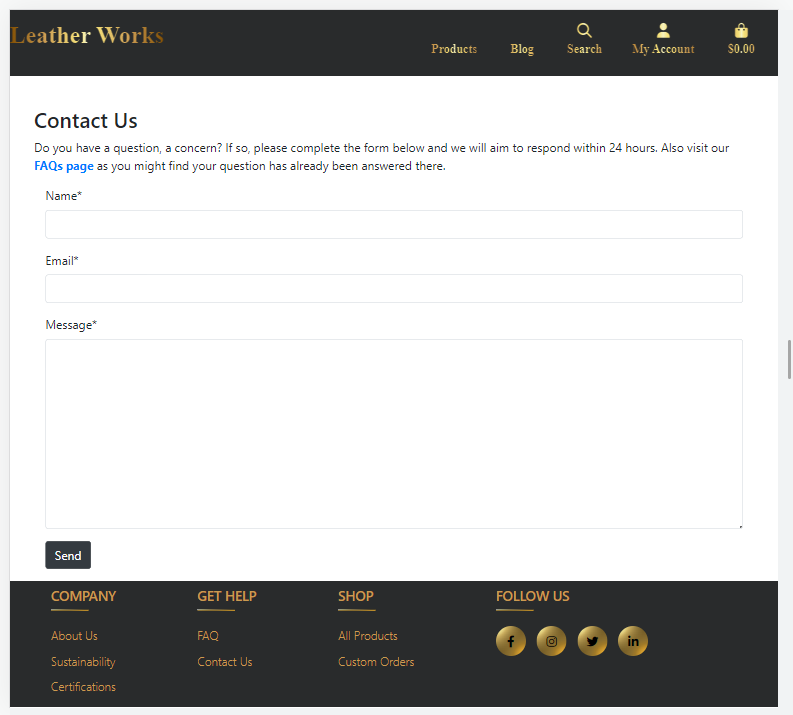 Leather Works
Products Blog Search My Account $0.00
Contact Us
Do you have a question, a concern? If so, please complete the form below and we will aim to respond within 24 hours. Also visit our
FAQs page as you might find your question has already been answered there.
Name*
Email*
Message*
Send
COMPANY GET HELP SHOP FOLLOW US
About Us FAQ All Products
Sustainability Contact Us Custom Orders
Certifications